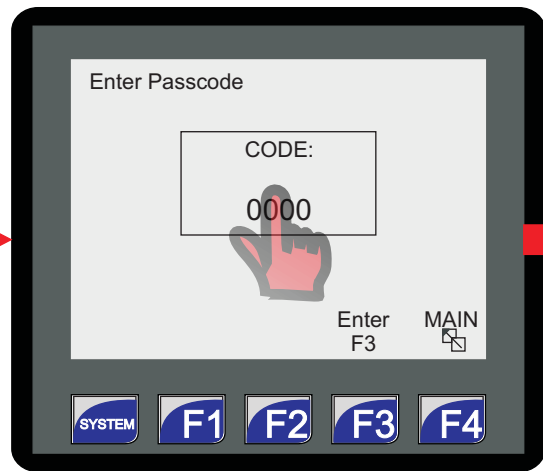 Enter Passcode
CODE:
0000
Enter MAIN
F3
SYSTEM F1 F2 F3 F4